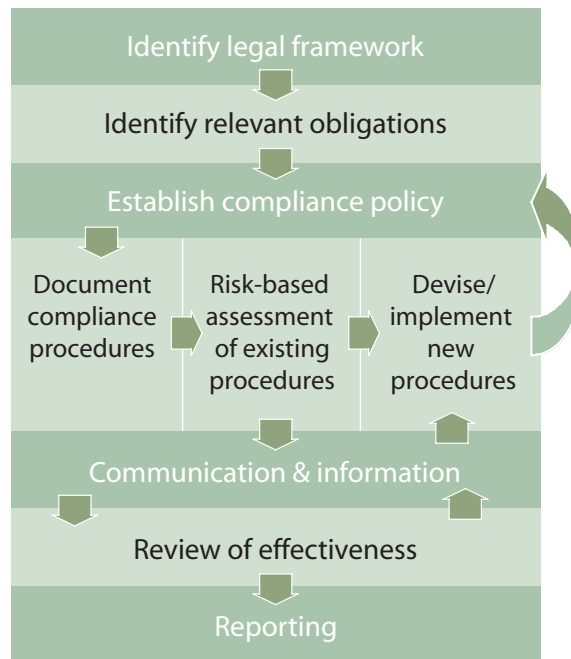 Identify legal framework
Identify relevant obligations
Establish compliance policy
Document
compliance
procedures
Risk-based
assessment
of existing
procedures
Devise/
implement
new
procedures
Communication & information
Review of effectiveness
Reporting